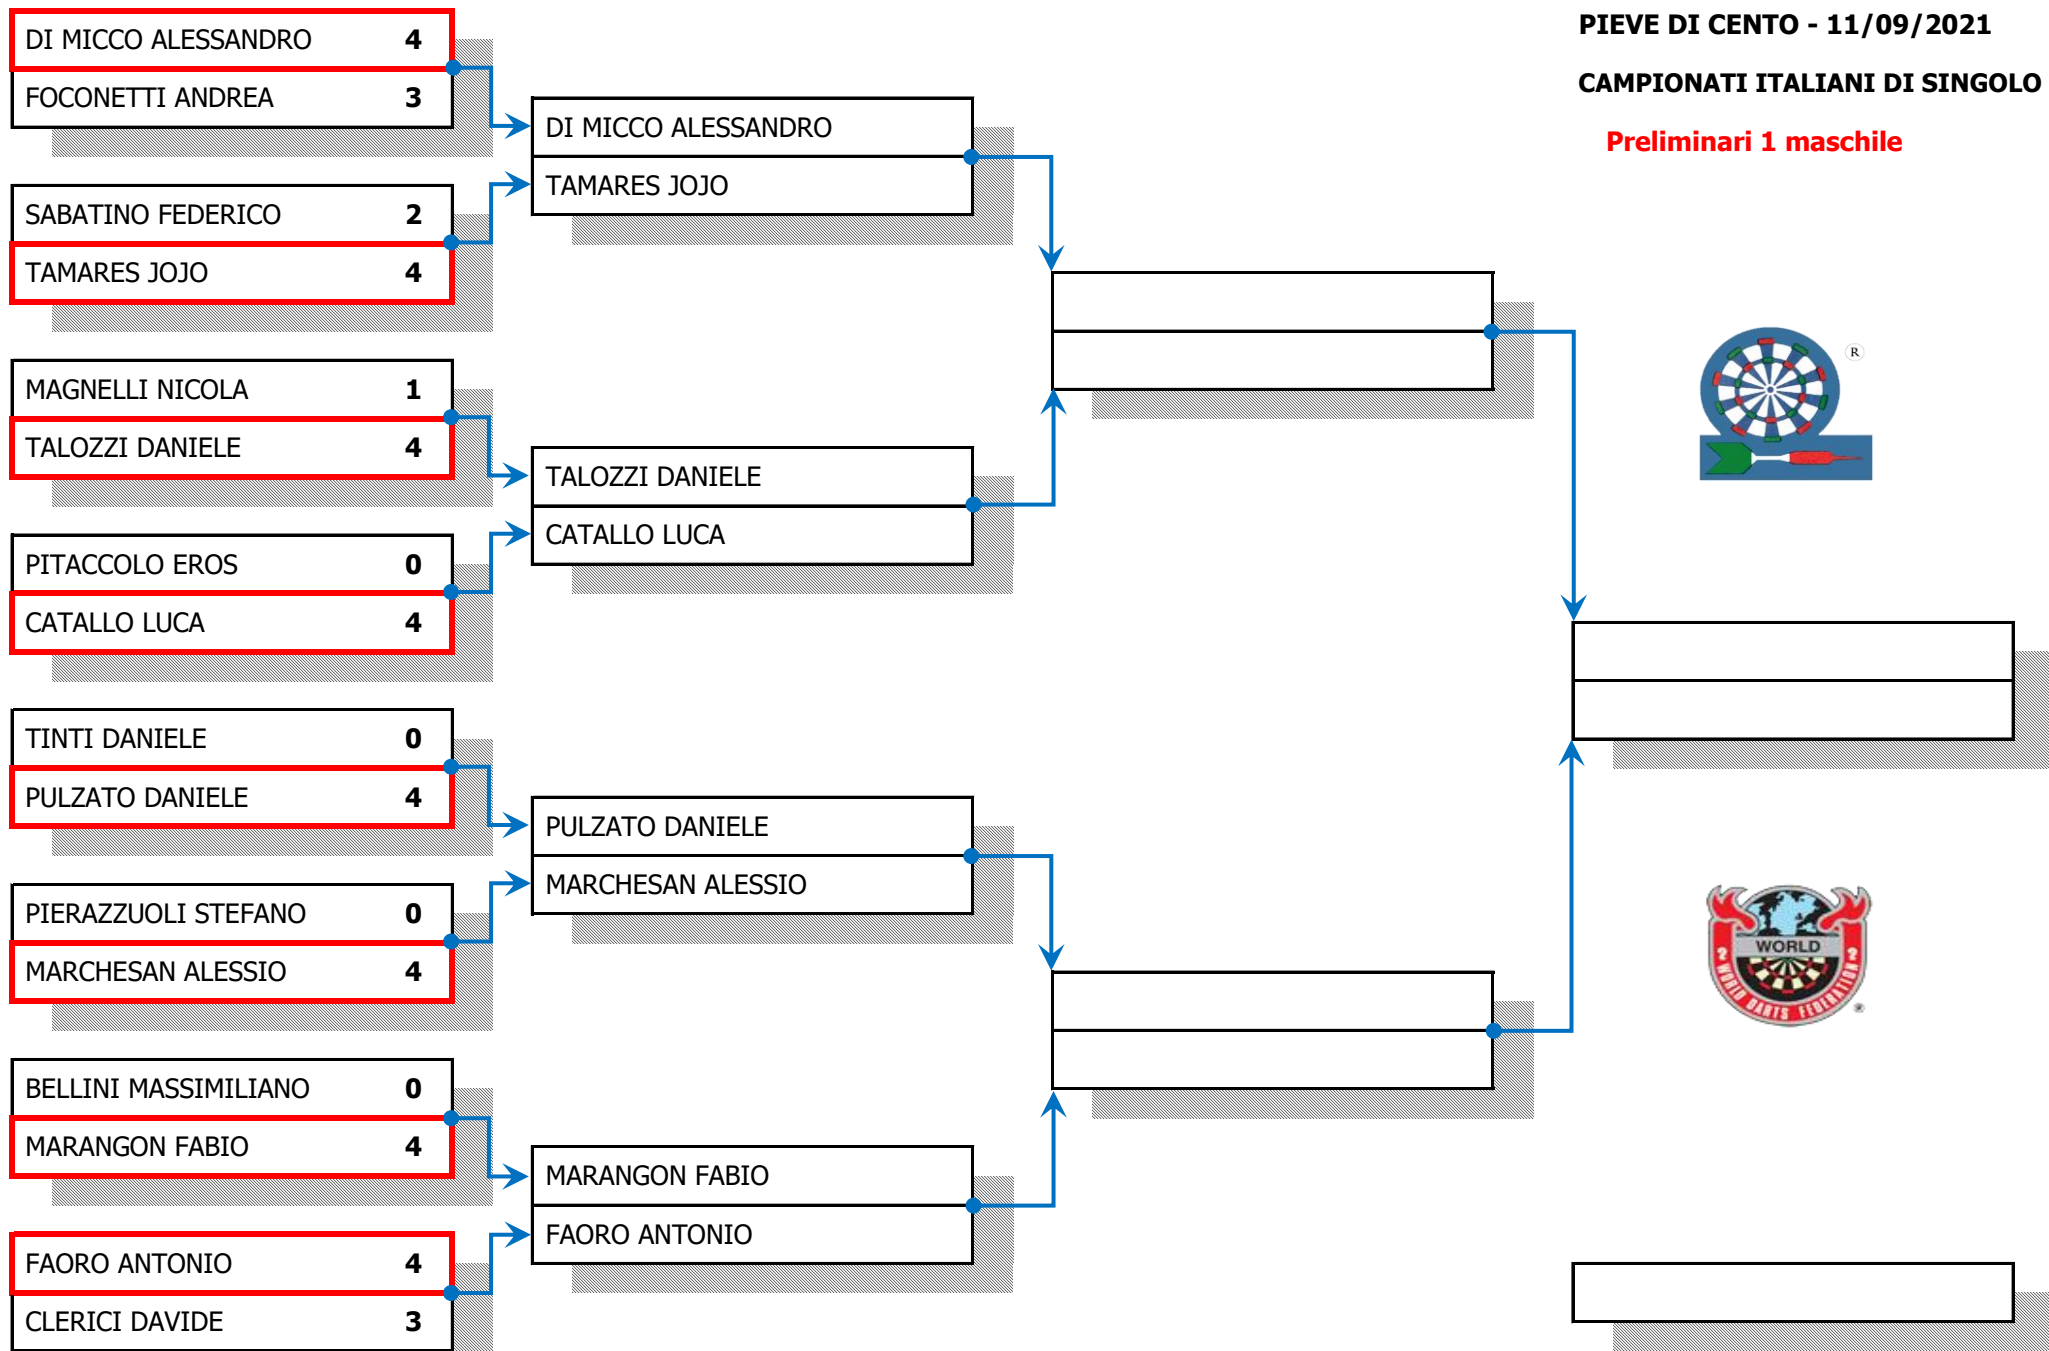 PIEVE DI CENTO - 11/09/2021
CAMPIONATI ITALIANI DI SINGOLO
Preliminari 1 maschile
DI MICCO ALESSANDRO 4
FOCONETTI ANDREA 3
SABATINO FEDERICO 2
TAMARES JOJO 4
MAGNELLI NICOLA 1
TALOZZI DANIELE 4
PITACCOLO EROS 0
CATALLO LUCA 4
TINTI DANIELE 0
PULZATO DANIELE 4
PIERAZZUOLI STEFANO 0
MARCHESAN ALESSIO 4
BELLINI MASSIMILIANO 0
MARANGON FABIO 4
FAORO ANTONIO 4
CLERICI DAVIDE 3
DI MICCO ALESSANDRO
TAMARES JOJO
TALOZZI DANIELE
CATALLO LUCA
PULZATO DANIELE
MARCHESAN ALESSIO
MARANGON FABIO
FAORO ANTONIO
®
WORLD
WORLD DARTS FEDERATION
®